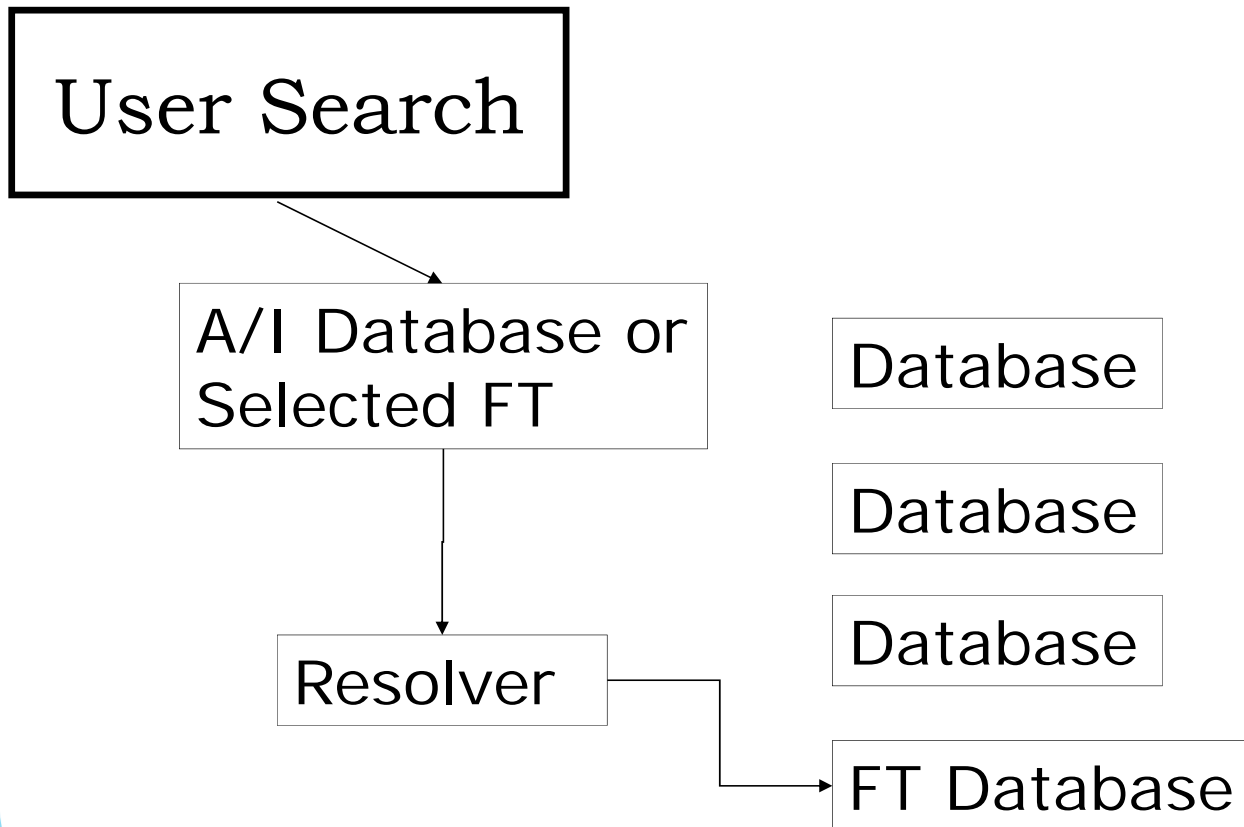 User Search
A/I Database or
Selected FT
Database
Database
Database
Resolver
FT Database